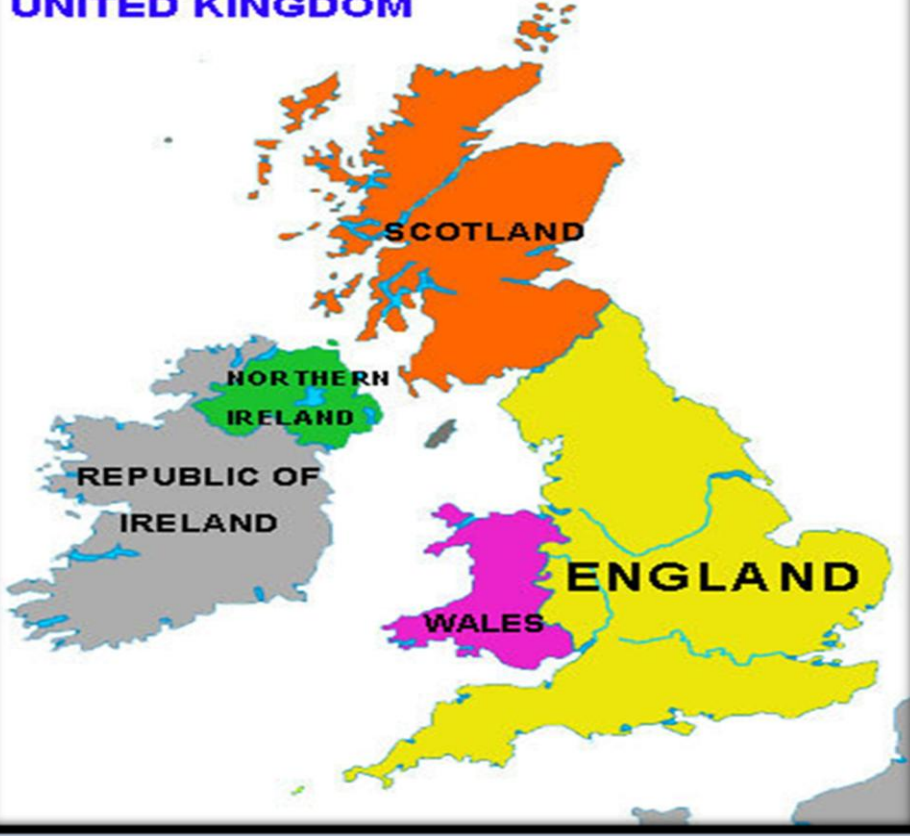 UNITED KINGDOM
SCOTLAND
NORTHERN
IRELAND
REPUBLIC OF
IRELAND
ENGLAND
WALES